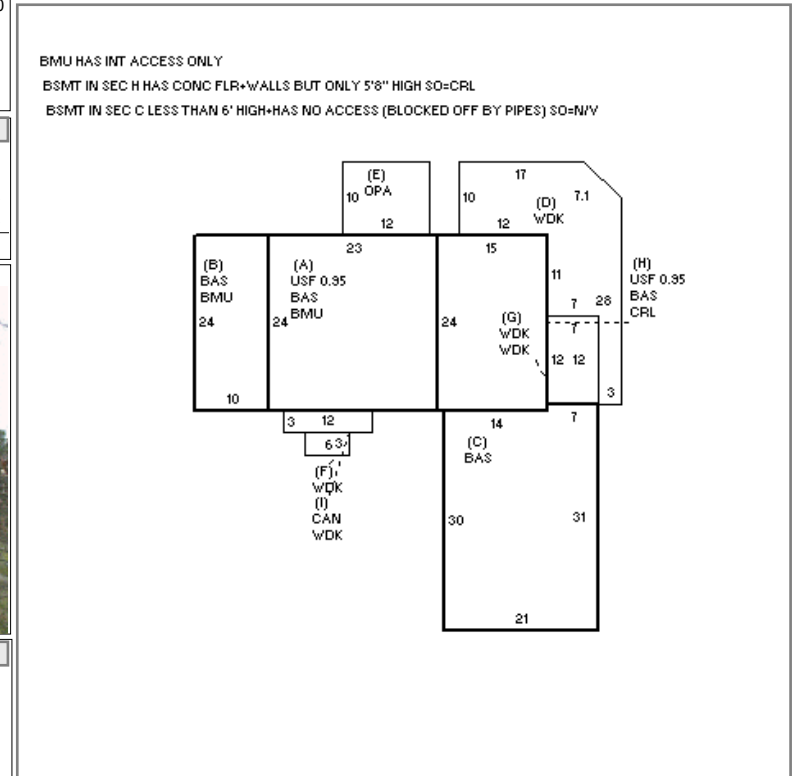 BMU HAS INT ACCESS ONLY
BSMT IN SEC H HAS CONC FLR+WALLS BUT ONLY 5'8" HIGH SO=CRL
BSMT IN SEC C LESS THAN 6' HIGH+HAS NO ACCESS (BLOCKED OFF BY PIPES) SO=N/V
(E)
10 OPA
12
17
10
7.1
(D)
WDK
12
23
15
(B)
BAS
BMU
24
10
(A)
USF 0.95
BAS
BMU
24
24
11
7
28
(H)
USF 0.95
BAS
CRL
(G)
WDK
WDK
7
12 12
3
3 12
6 3
(F)
WDK
(I)
CAN
WDK
14
7
(C)
BAS
30
31
21